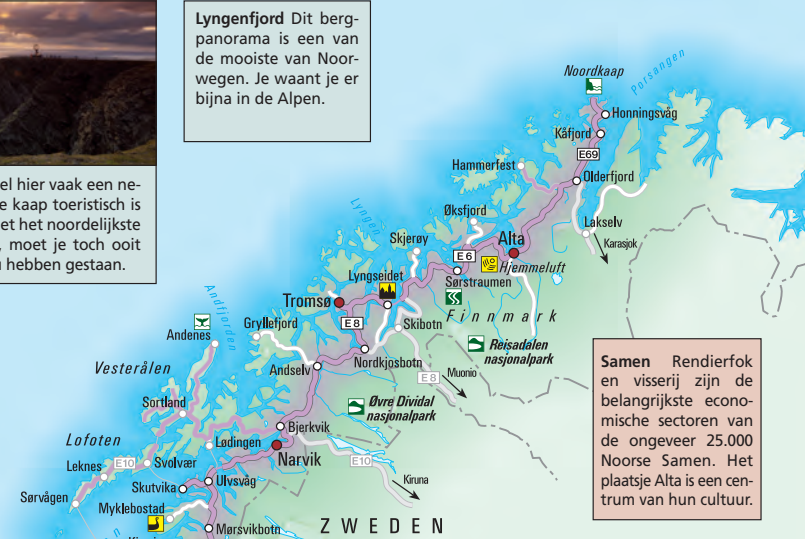 Lyngenfjord Dit berg-
panorama is een van
de mooiste van Noor-
wegen. Je waant je er
bijna in de Alpen.
el hier vaak een ne-
e kaap toeristisch is
et het noordelijkste
, moet je toch ooit
hebben gestaan.
Noordkaap
Porsangen
Honningsvåg
Kåfjord
E69
Hammerfest
Olderfjord
Øksfjord
Lakselv
Karasjok
Lyngen
Skjerøy
Alta
E6
Hjemmeluft
Lyngseidet
Sørstraumen
Tromsø
Finnmark
Andfjorden
E8
Skibotn
Gryllefjord
Andenes
Reisadalen
nasjonalpark
Nordkjosbotn
Muonio
Vesterålen
Andselv
E8
Øvre Dividal
nasjonalpark
Sortland
Bjerkvik
Lofoten
Lødingen
Narvik
E10
Leknes
E10
Svolvær
Kiruna
Ulvsvåg
Skutvika
Sørvågen
Myklebostad
Mørsvikbotn
ZWEDEN
Samen Rendierfok
en visserij zijn de
belangrijkste econo-
mische sectoren van
de ongeveer 25.000
Noorse Samen. Het
plaatsje Alta is een cen-
trum van hun cultuur.